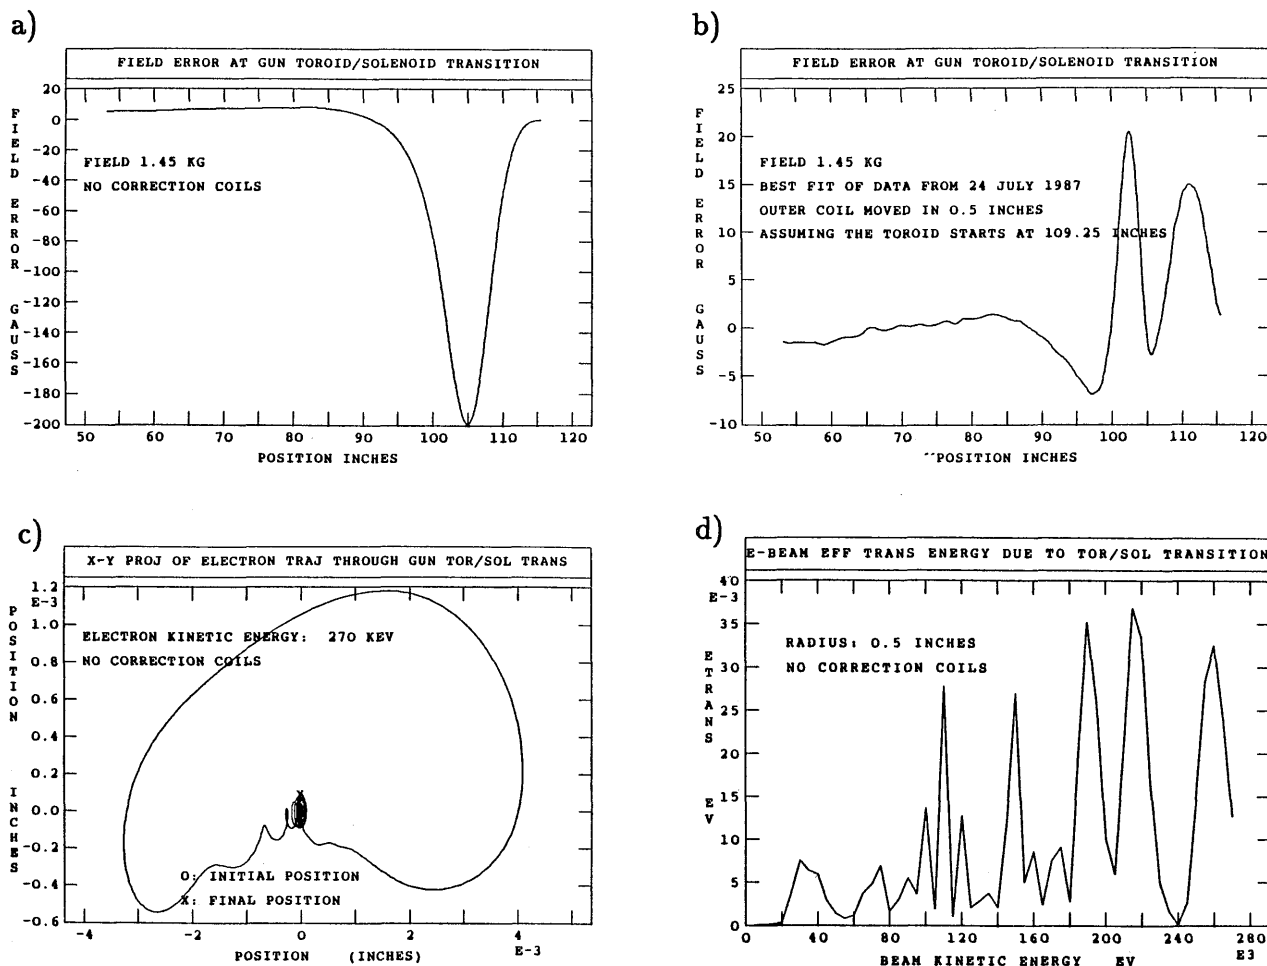 a)
FIELD ERROR AT GUN TOROID/SOLENOID TRANSITION
FIELD ERROR GAUSS
20
0
-20
-40
-60
-80
-100
-120
-140
-160
-180
-200
FIELD 1.45 KG
NO CORRECTION COILS
50 60 70 80 90 100 110 120
POSITION INCHES
b)
FIELD ERROR AT GUN TOROID/SOLENOID TRANSITION
FIELD ERROR GAUSS
25
20
15
10
5
0
-5
-10
FIELD 1.45 KG
BEST FIT OF DATA FROM 24 JULY 1987
OUTER COIL MOVED IN 0.5 INCHES
ASSUMING THE TOROID STARTS AT 109.25 INCHES
50 60 70 80 90 100 110 120
POSITION INCHES
c)
X-Y PROJ OF ELECTRON TRAJ THROUGH GUN TOR/SOL TRANS
POSITION INCHES
1.2
E-3
1.0
0.8
0.6
0.4
0.2
0.0
-0.2
-0.4
-0.6
ELECTRON KINETIC ENERGY: 270 KEV
NO CORRECTION COILS
X
O: INITIAL POSITION
X: FINAL POSITION
-4 -2 0 2 4
E-3
POSITION (INCHES)
d)
E-BEAM EFF TRANS ENERGY DUE TO TOR/SOL TRANSITION
ETRANS EV
40
E-3
35
30
25
20
15
10
5
0
RADIUS: 0.5 INCHES
NO CORRECTION COILS
0 40 80 120 160 200 240 280
E3
BEAM KINETIC ENERGY EV